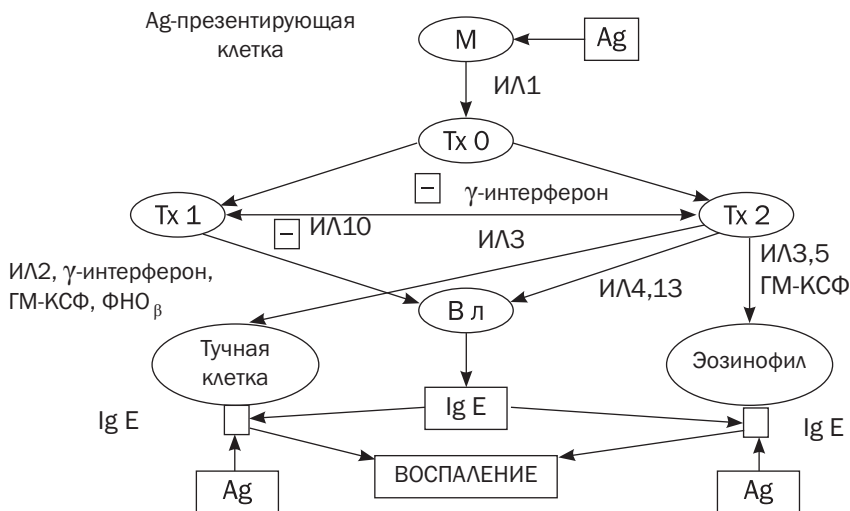 Ag-презентирующая
клетка
М
Ag
ИЛ1
Тх 0
− γ-интерферон
Тх 1
Тх 2
− ИЛ10
ИЛ3
ИЛ2, γ-интерферон,
ГМ-КСФ, ФНОβ
ИЛ3,5
ГМ-КСФ
ИЛ4,13
В л
Тучная
клетка
Эозинофил
Ig E
Ig E
Ig E
Ag
ВОСПАЛЕНИЕ
Ag